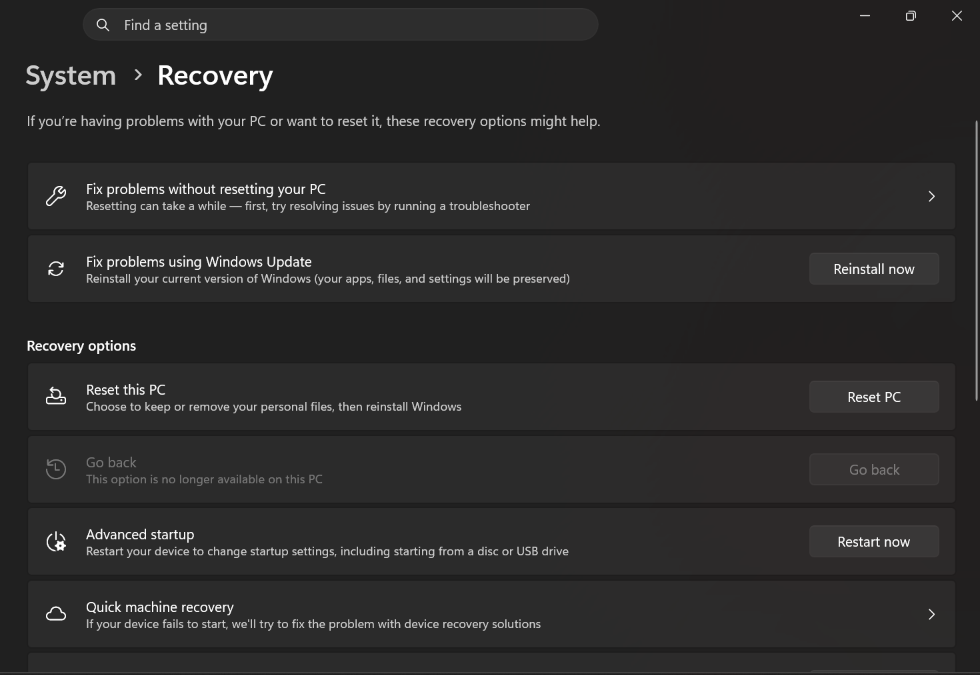 Find a setting
System > Recovery
If you're having problems with your PC or want to reset it, these recovery options might help.
Fix problems without resetting your PC
Resetting can take a while — first, try resolving issues by running a troubleshooter
Fix problems using Windows Update
Reinstall your current version of Windows (your apps, files, and settings will be preserved)
Reinstall now
Recovery options
Reset this PC
Choose to keep or remove your personal files, then reinstall Windows
Reset PC
Go back
This option is no longer available on this PC
Go back
Advanced startup
Restart your device to change startup settings, including starting from a disc or USB drive
Restart now
Quick machine recovery
If your device fails to start, we'll try to fix the problem with device recovery solutions